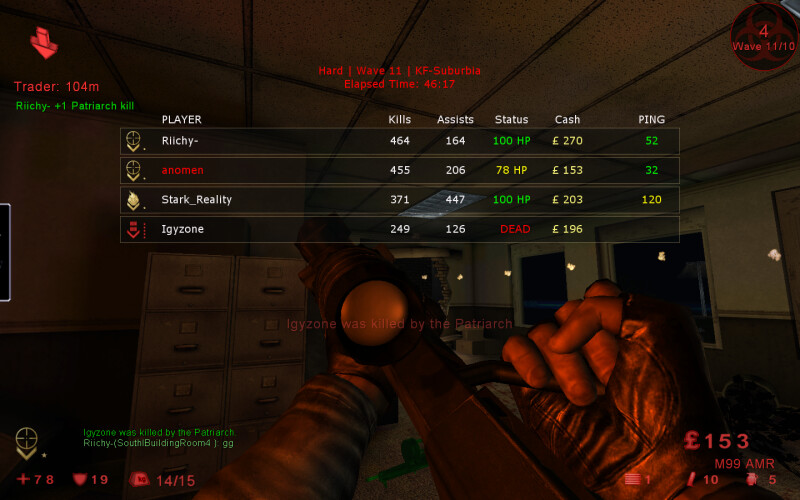 4
Wave 11/10
Hard | Wave 11 | KF-Suburbia
Elapsed Time: 46:17
Trader: 104m
Riichy- +1 Patriarch kill
PLAYER Kills Assists Status Cash PING
Riichy- 464 164 100 HP £ 270 52
anomen 455 206 78 HP £ 153 32
Stark_Reality 371 447 100 HP £ 203 120
Igyzone 249 126 DEAD £ 196
Igyzone was killed by the Patriarch
Igyzone was killed by the Patriarch
Riichy-(SouthlBuildingRoom4 ): gg
£153
M99 AMR
78 19 14/15 1 10 5